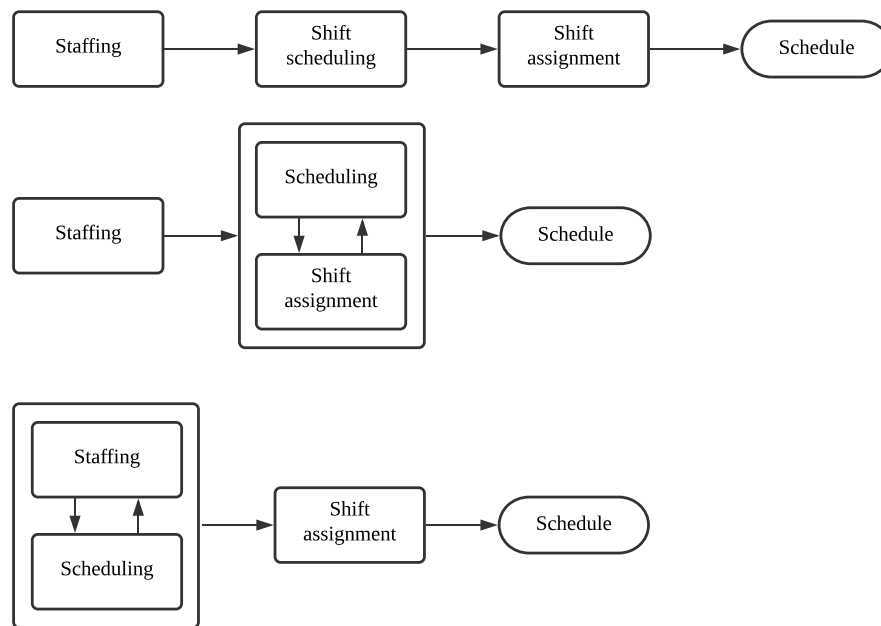 Staffing
Shift
scheduling
Shift
assignment
Schedule
Staffing
Scheduling
Shift
assignment
Schedule
Staffing
Scheduling
Shift
assignment
Schedule